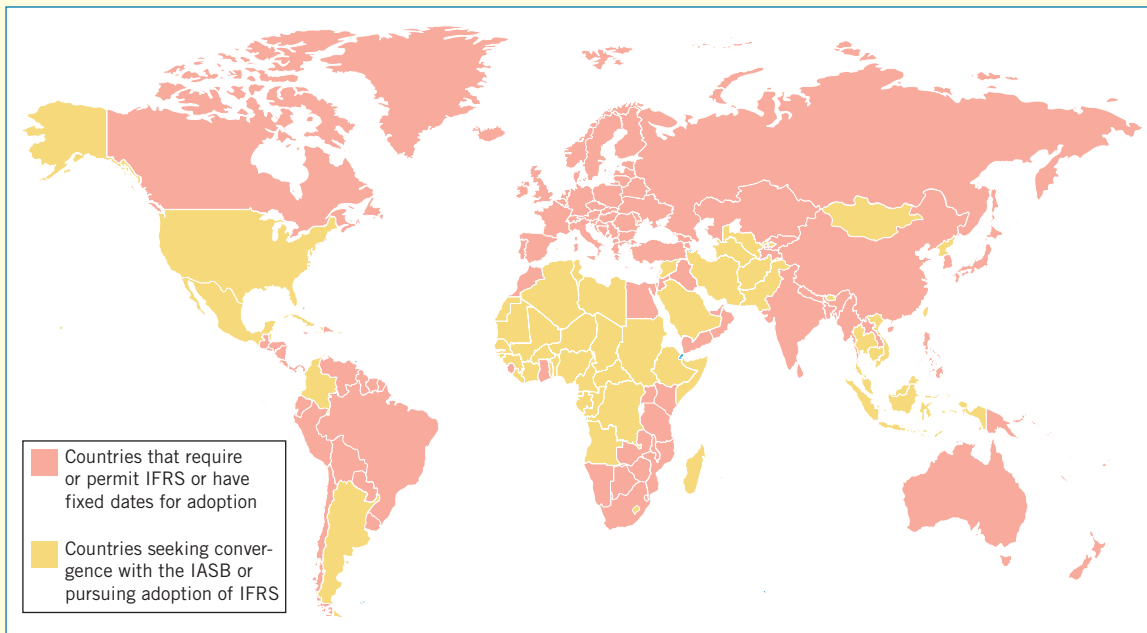 Countries that require
or permit IFRS or have
fixed dates for adoption
Countries seeking conver-
gence with the IASB or
pursuing adoption of IFRS